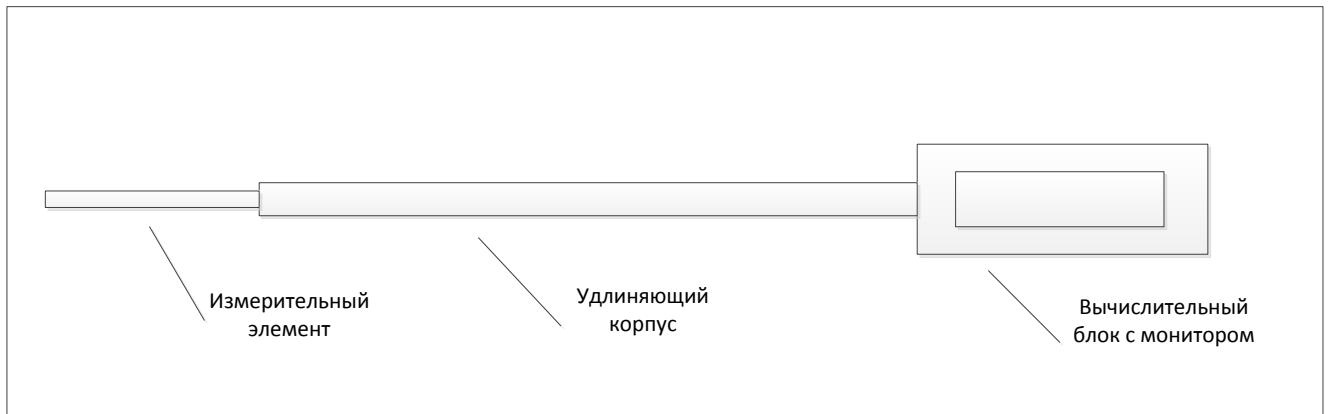 Измерительный
элемент
Удлиняющий
корпус
Вычислительный
блок с монитором